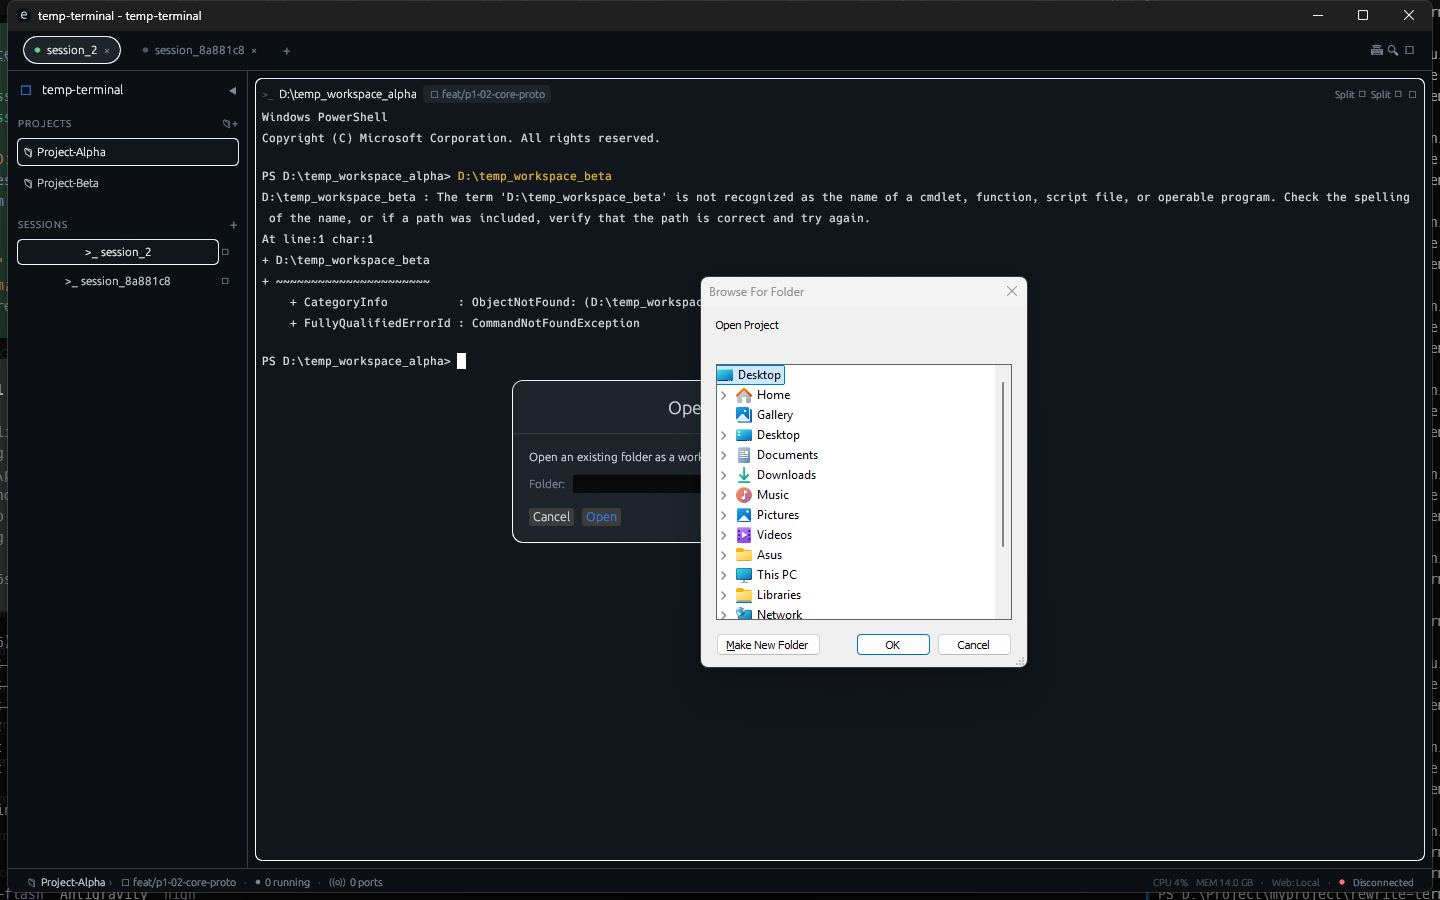 temp-terminal - temp-terminal
session_2 ×
session_8a881c8 ×
+
temp-terminal
PROJECTS
Project-Alpha
Project-Beta
SESSIONS
+
>_ session_2
>_ session_8a881c8
>_ D:\temp_workspace_alpha feat/p1-02-core-proto
Split Split
Windows PowerShell
Copyright (C) Microsoft Corporation. All rights reserved.
PS D:\temp_workspace_alpha> D:\temp_workspace_beta
D:\temp_workspace_beta : The term 'D:\temp_workspace_beta' is not recognized as the name of a cmdlet, function, script file, or operable program. Check the spelling
of the name, or if a path was included, verify that the path is correct and try again.
At line:1 char:1
+ D:\temp_workspace_beta
+ ~~~~~~~~~~~~~~~~~~~~~~
+ CategoryInfo : ObjectNotFound: (D:\temp_workspac
+ FullyQualifiedErrorId : CommandNotFoundException
PS D:\temp_workspace_alpha>
Ope
Open an existing folder as a work
Folder:
Cancel Open
Browse For Folder
Open Project
Desktop
Home
Gallery
Desktop
Documents
Downloads
Music
Pictures
Videos
Asus
This PC
Libraries
Network
Make New Folder OK Cancel
Project-Alpha › feat/p1-02-core-proto · 0 running · ((o)) 0 ports
CPU 4% MEM 14.0 GB · Web: Local · Disconnected